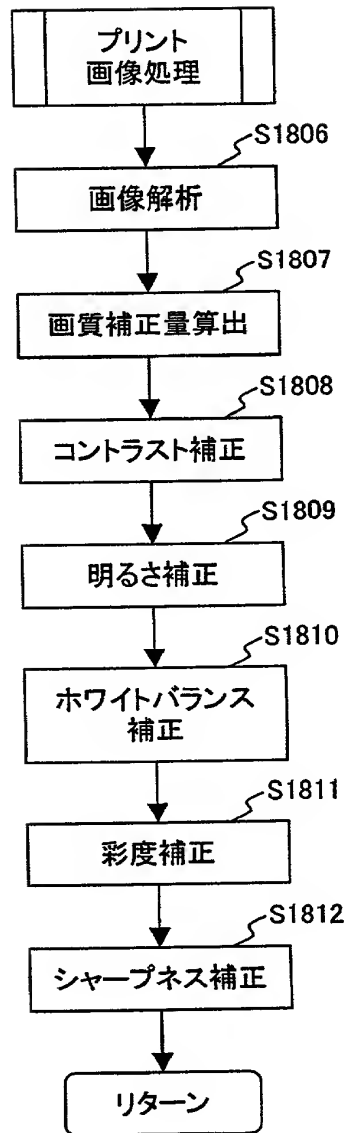 プリント
画像処理
S1806
画像解析
S1807
画質補正量算出
S1808
コントラスト補正
S1809
明るさ補正
S1810
ホワイトバランス
補正
S1811
彩度補正
S1812
シャープネス補正
リターン